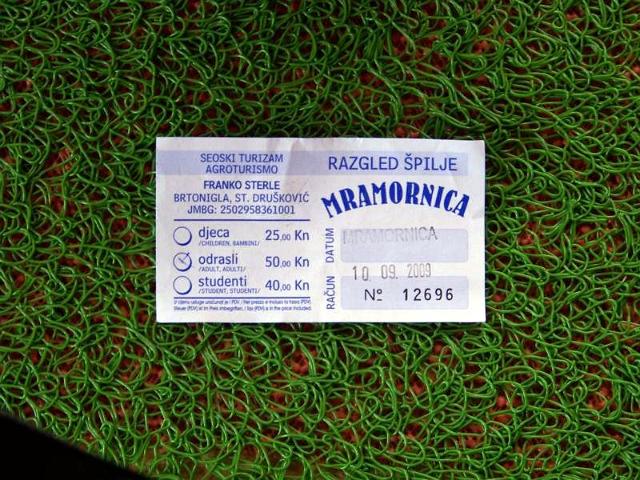 SEOSKI TURIZAM
AGROTURISMO
FRANKO STERLE
BRTONIGLA, ST. DRUŠKOVIĆ
JMBG: 2502958361001
djeca 25,00 Kn
/CHILDREN, BAMBINI/
odrasli 50,00 Kn
/ADULT, ADULTI/
studenti 40,00 Kn
/STUDENT, STUDENTI/
RAZGLED ŠPILJE
MRAMORNICA
DATUM
MRAMORNICA
10 09. 2009
RAČUN
Nº 12696